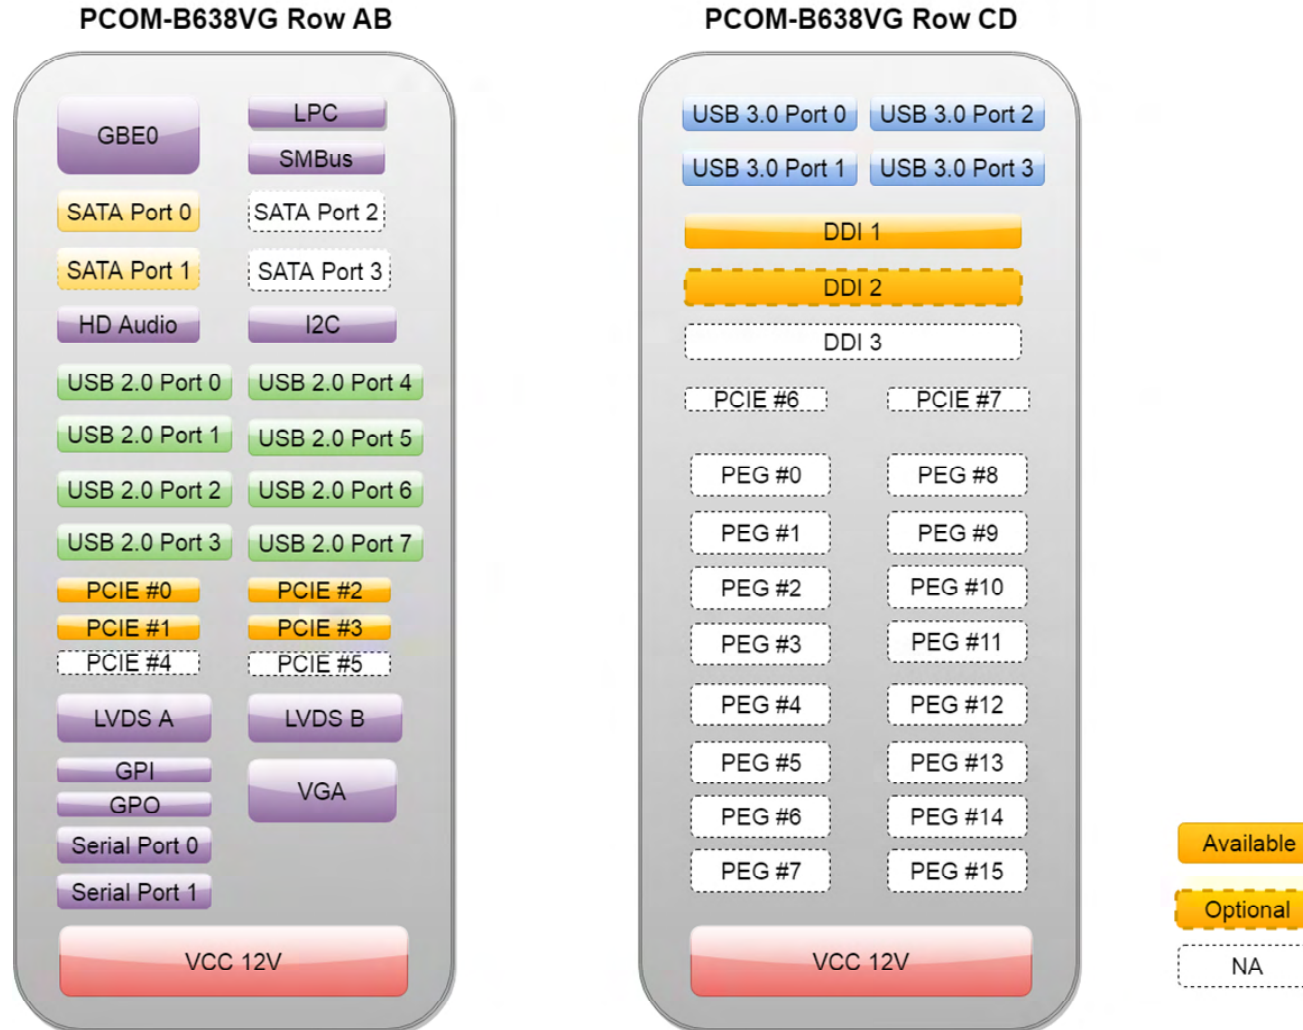 PCOM-B638VG Row AB
GBE0
LPC
SMBus
SATA Port 0
SATA Port 2
SATA Port 1
SATA Port 3
HD Audio
I2C
USB 2.0 Port 0
USB 2.0 Port 4
USB 2.0 Port 1
USB 2.0 Port 5
USB 2.0 Port 2
USB 2.0 Port 6
USB 2.0 Port 3
USB 2.0 Port 7
PCIE #0
PCIE #2
PCIE #1
PCIE #3
PCIE #4
PCIE #5
LVDS A
LVDS B
GPI
GPO
VGA
Serial Port 0
Serial Port 1
VCC 12V
PCOM-B638VG Row CD
USB 3.0 Port 0
USB 3.0 Port 2
USB 3.0 Port 1
USB 3.0 Port 3
DDI 1
DDI 2
DDI 3
PCIE #6
PCIE #7
PEG #0
PEG #8
PEG #1
PEG #9
PEG #2
PEG #10
PEG #3
PEG #11
PEG #4
PEG #12
PEG #5
PEG #13
PEG #6
PEG #14
PEG #7
PEG #15
VCC 12V
Available
Optional
NA